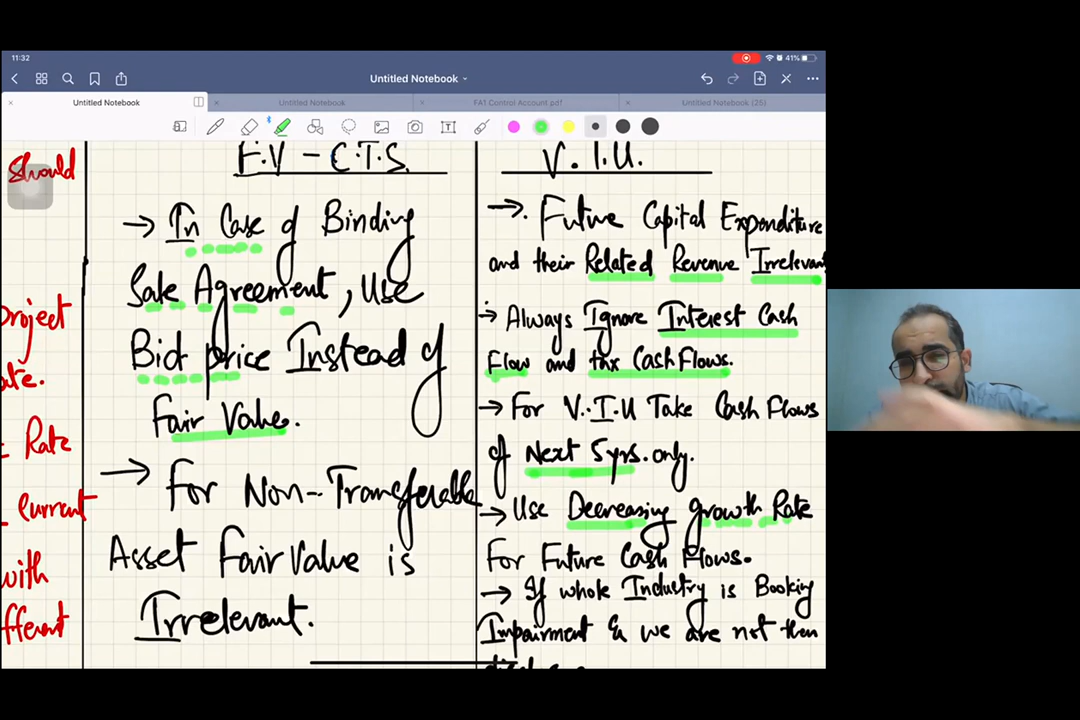 11:32
41%
Untitled Notebook
Untitled Notebook
Untitled Notebook
FA1 Control Account pdf
Untitled Notebook (25)
should
project
ate.
Rate
current
with
fferent
F.V - C.T.S.
→ In Case of Binding
Sale Agreement, Use
Bid price Instead of
Fair Value.
→ For Non-Transferable
Asset Fair Value is
Irrelevant.
V.I.U.
→ Future Capital Expenditure
and their Related Revenue Irrelevant
→ Always Ignore Interest Cash
Flow and tax Cash Flows.
→ For V.I.U Take Cash Flows
of Next 5yrs. only.
→ Use Decreasing growth Rate
For Future Cash Flows.
→ If whole Industry is Booking
Impairment & we are not then